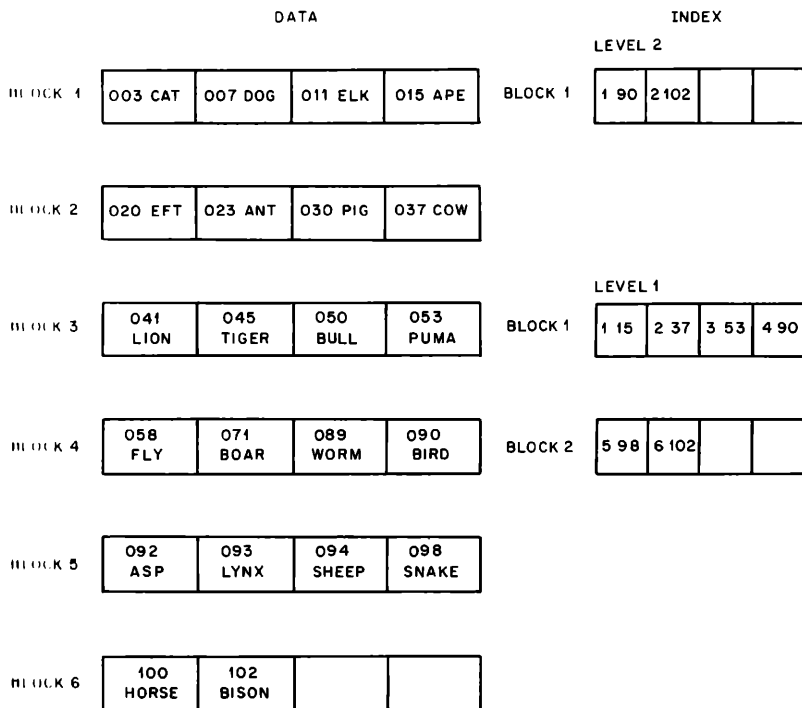 DATA INDEX
LEVEL 2
BLOCK 1 003 CAT 007 DOG 011 ELK 015 APE BLOCK 1 1 90 2 102
BLOCK 2 020 EFT 023 ANT 030 PIG 037 COW
LEVEL 1
BLOCK 3 041 LION 045 TIGER 050 BULL 053 PUMA BLOCK 1 1 15 2 37 3 53 4 90
BLOCK 4 058 FLY 071 BOAR 089 WORM 090 BIRD BLOCK 2 5 98 6 102
BLOCK 5 092 ASP 093 LYNX 094 SHEEP 098 SNAKE
BLOCK 6 100 HORSE 102 BISON